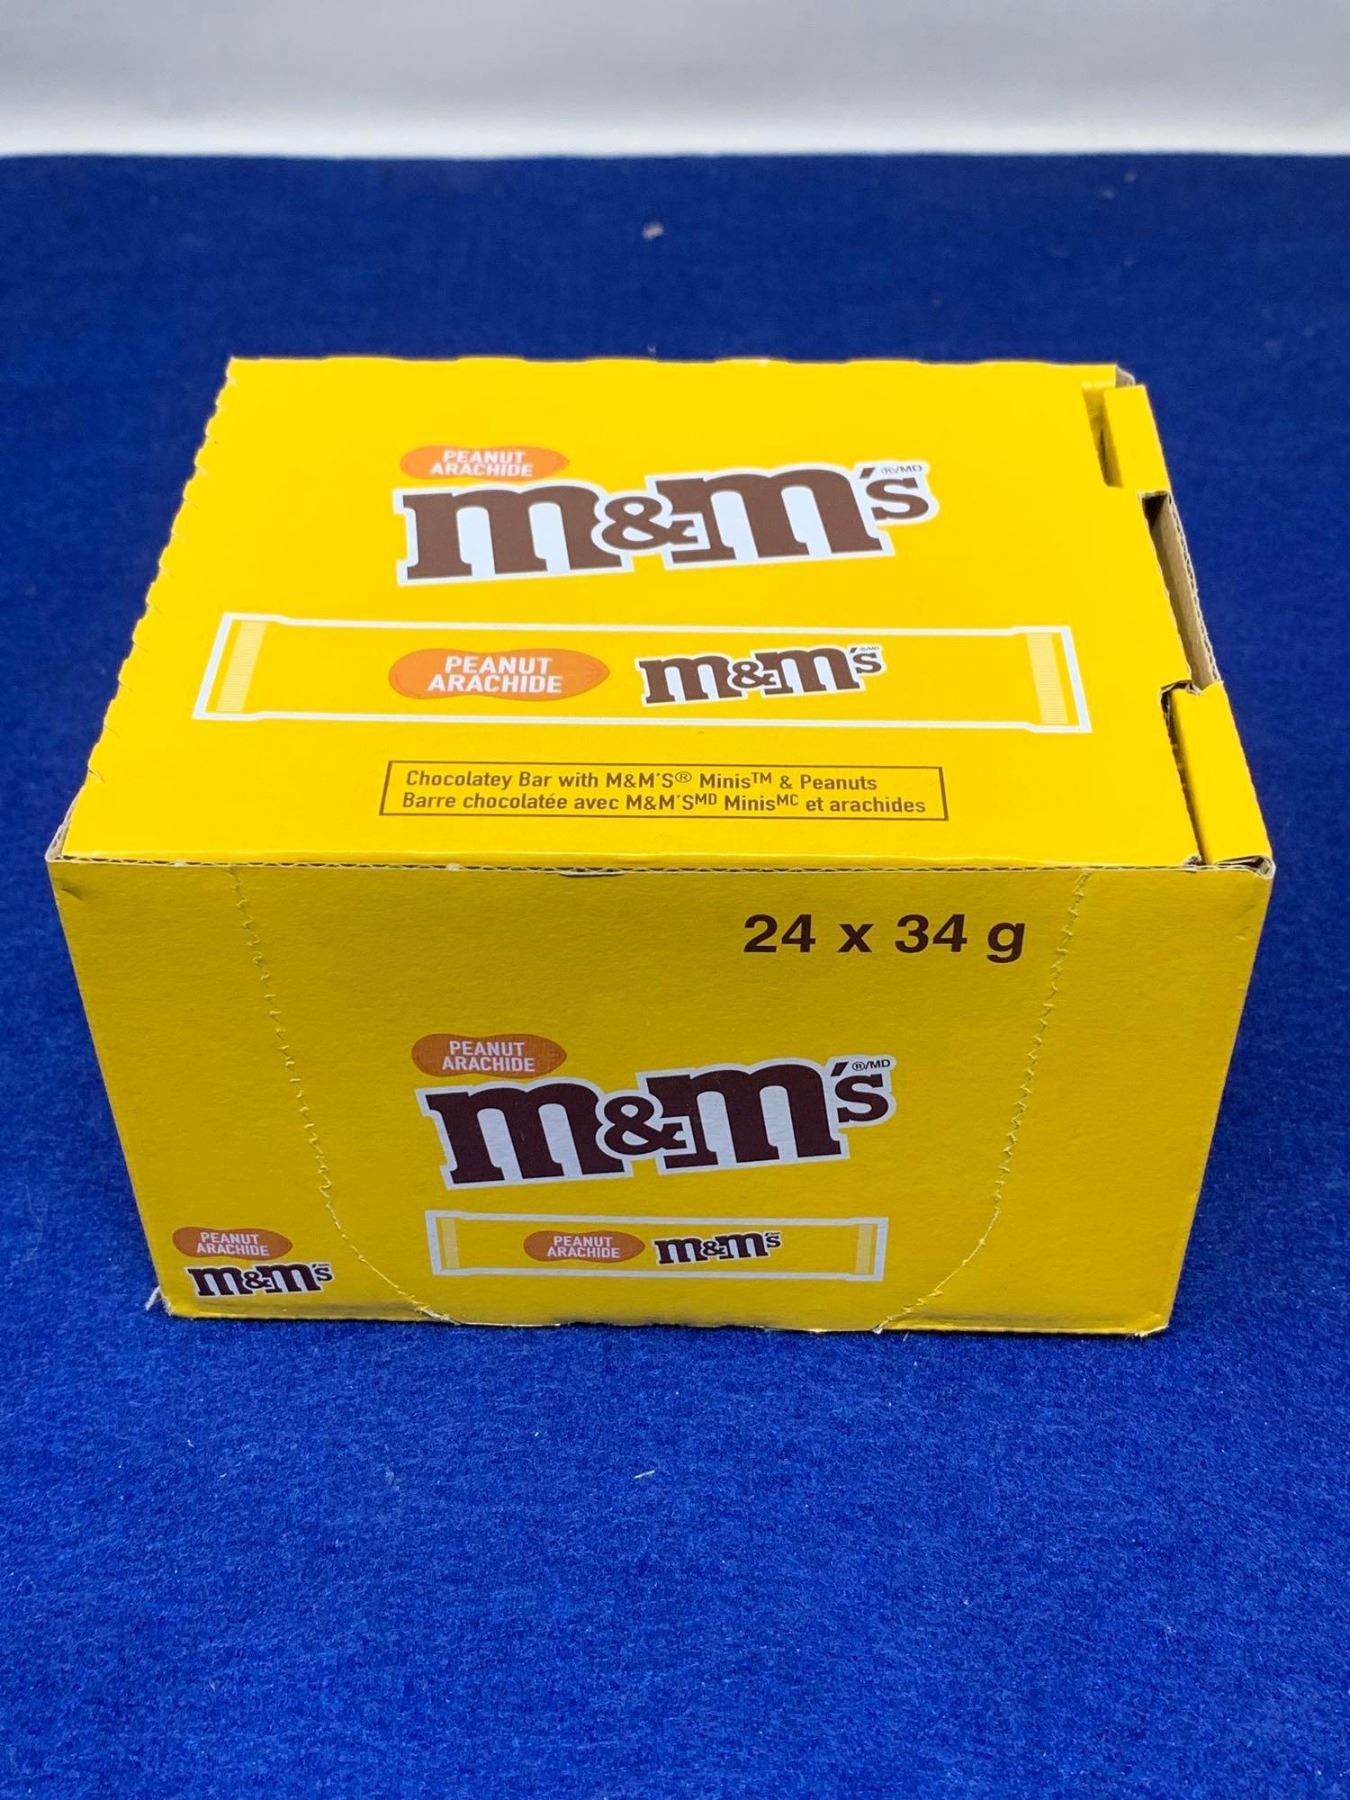 PEANUT
ARACHIDE
m&m's ®/MD
PEANUT
ARACHIDE
m&m's
Chocolatey Bar with M&M'S® Minis™ & Peanuts
Barre chocolatée avec M&M'Sᴹᴰ Minisᴹᶜ et arachides
24 x 34 g
PEANUT
ARACHIDE
m&m's ®/MD
PEANUT
ARACHIDE
m&m's
PEANUT
ARACHIDE
m&m's